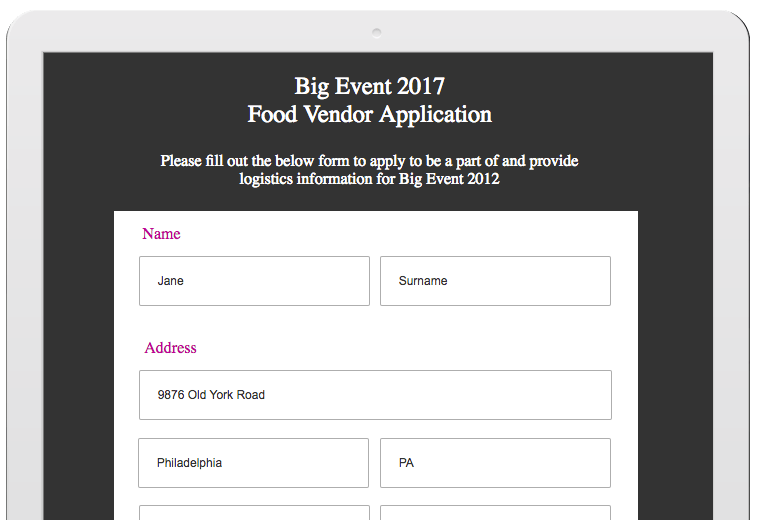 Big Event 2017
Food Vendor Application
Please fill out the below form to apply to be a part of and provide
logistics information for Big Event 2012
Name
Jane
Surname
Address
9876 Old York Road
Philadelphia
PA